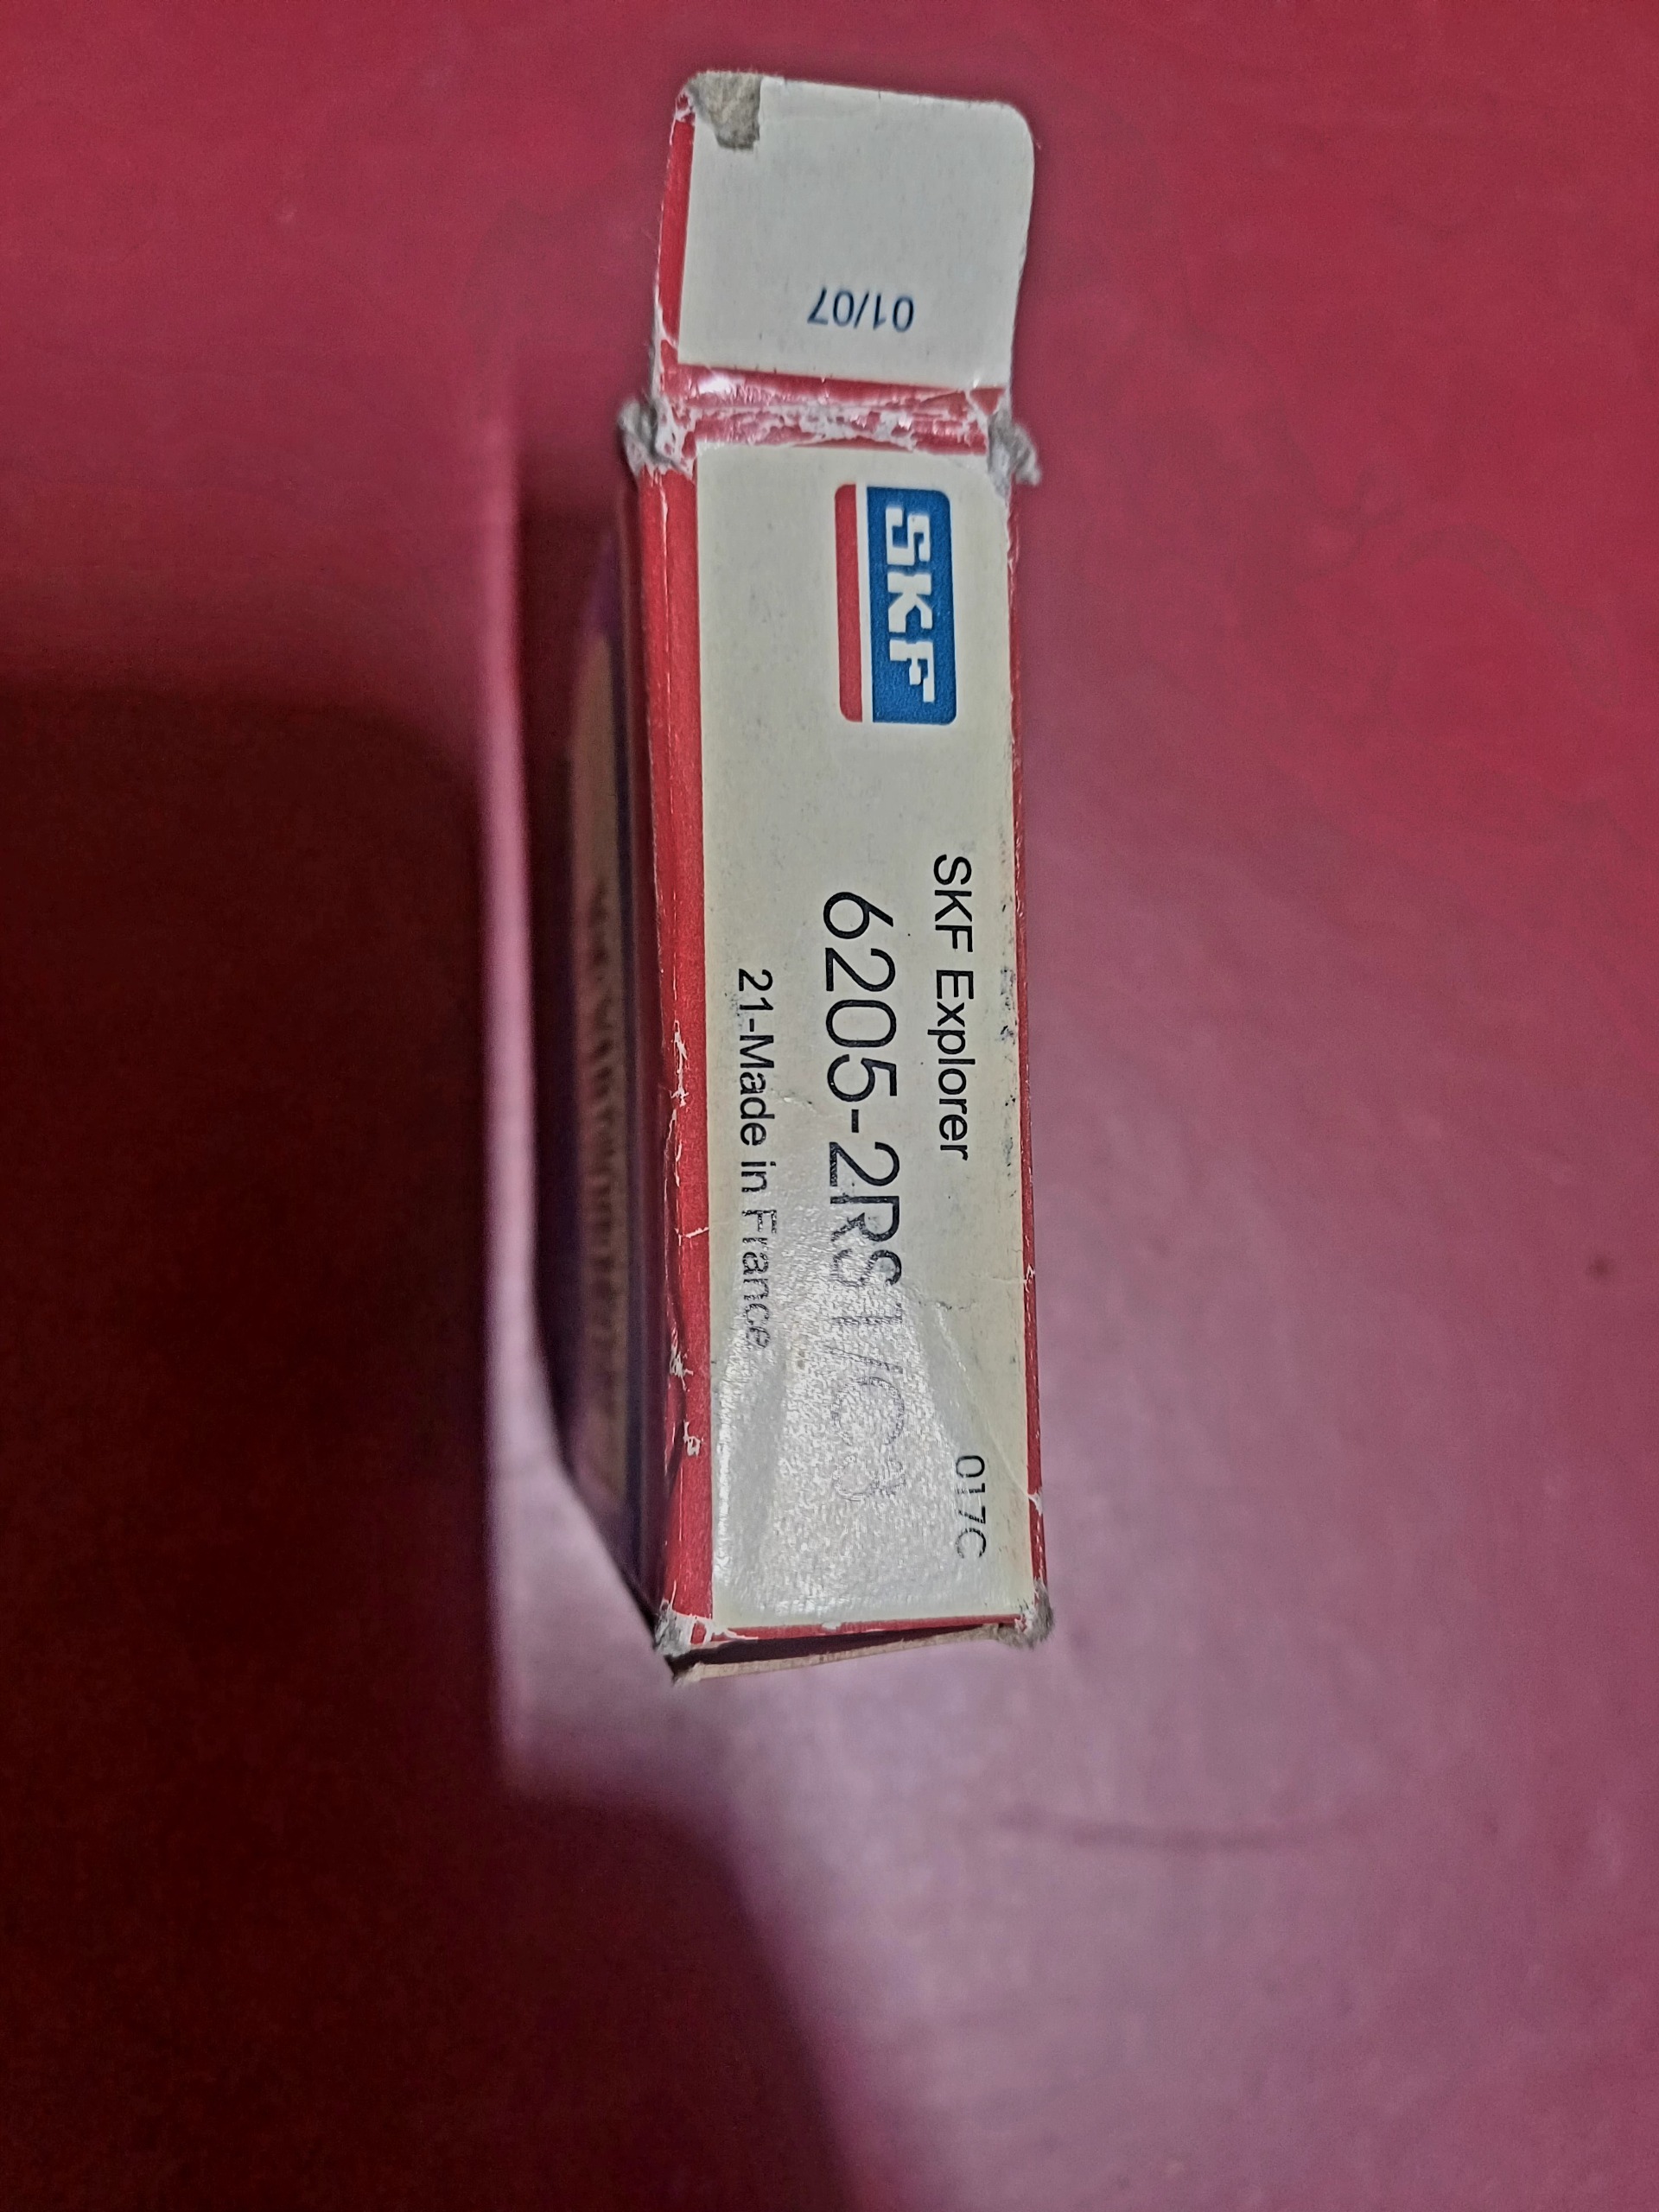 01/07
SKF
SKF Explorer
017C
6205-2RS1/C3
21-Made in France